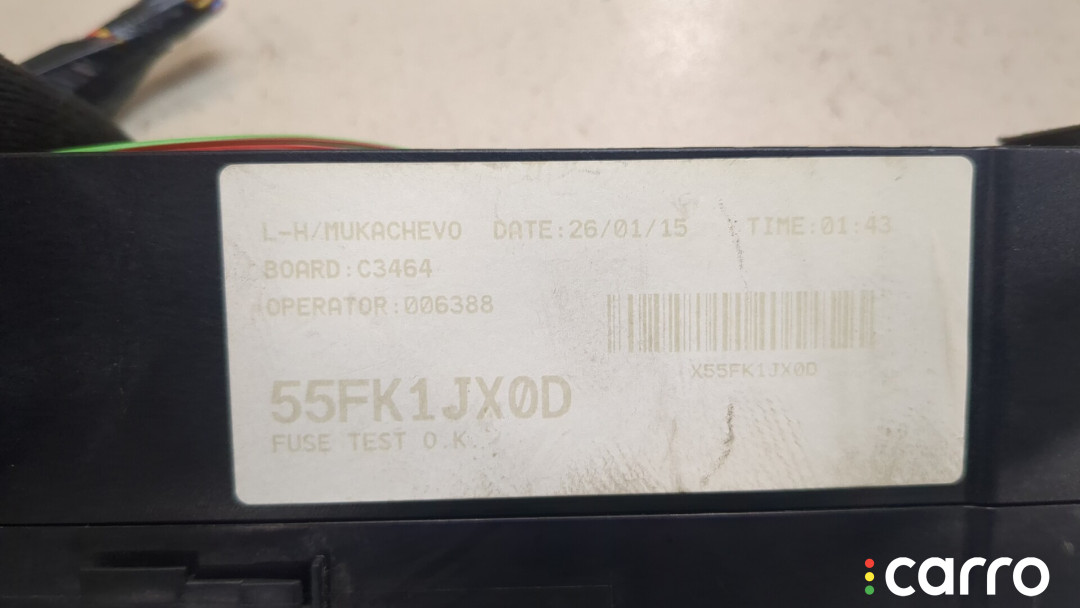 L-H/MUKACHEVO DATE:26/01/15 TIME:01:43
BOARD:C3464
OPERATOR:006388
X55FK1JX0D
55FK1JX0D
FUSE TEST O.K.
carro